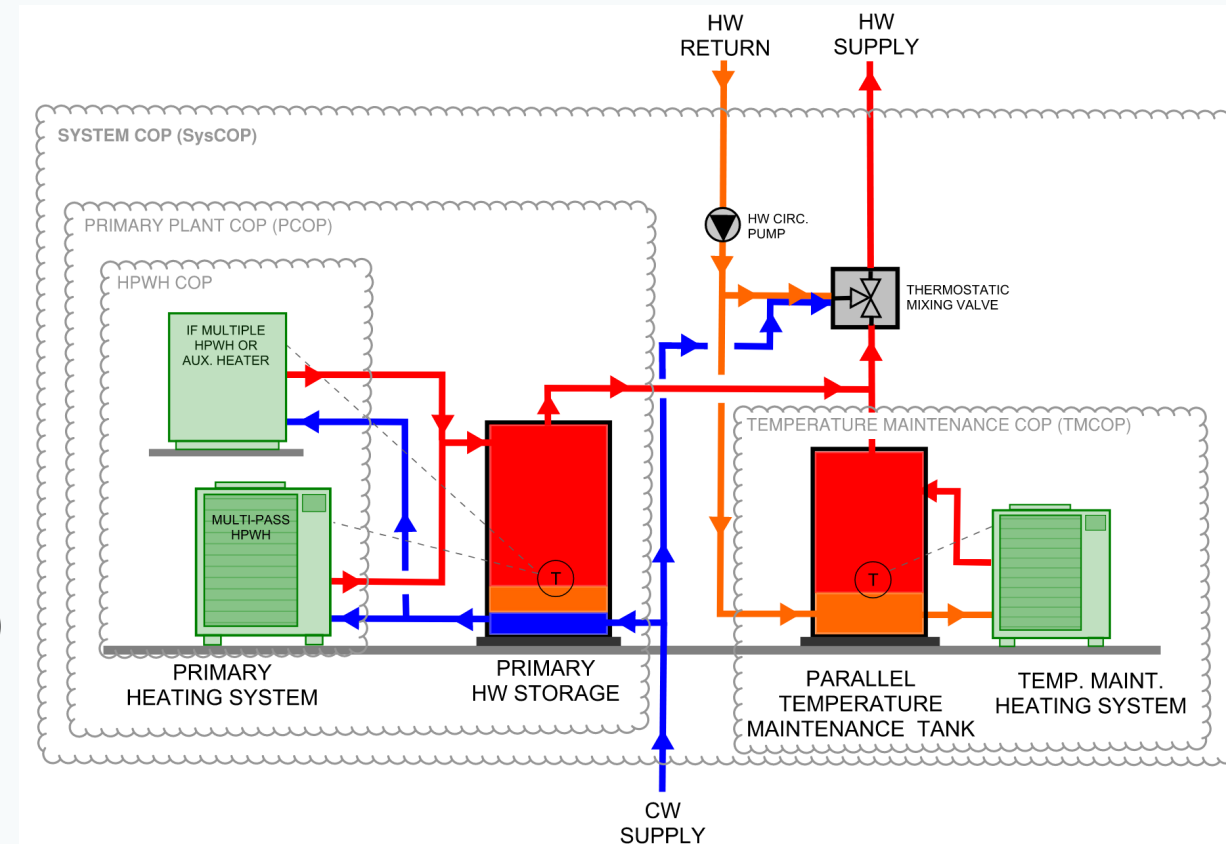 HW
RETURN
HW
SUPPLY
SYSTEM COP (SysCOP)
PRIMARY PLANT COP (PCOP)
HW CIRC.
PUMP
HPWH COP
THERMOSTATIC
MIXING VALVE
IF MULTIPLE
HPWH OR
AUX. HEATER
TEMPERATURE MAINTENANCE COP (TMCOP)
MULTI-PASS
HPWH
T
T
PRIMARY
HEATING SYSTEM
PRIMARY
HW STORAGE
PARALLEL
TEMPERATURE
MAINTENANCE TANK
TEMP. MAINT.
HEATING SYSTEM
CW
SUPPLY